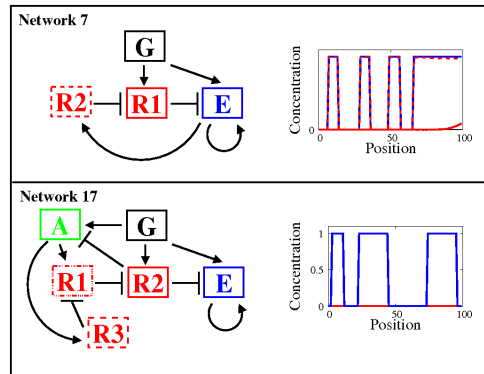 Network 7
G
R2 R1 E
Concentration
0
0 50 100
Position
Network 17
A G
R1 R2 E
R3
Concentration
1
0.5
0
0 50 100
Position